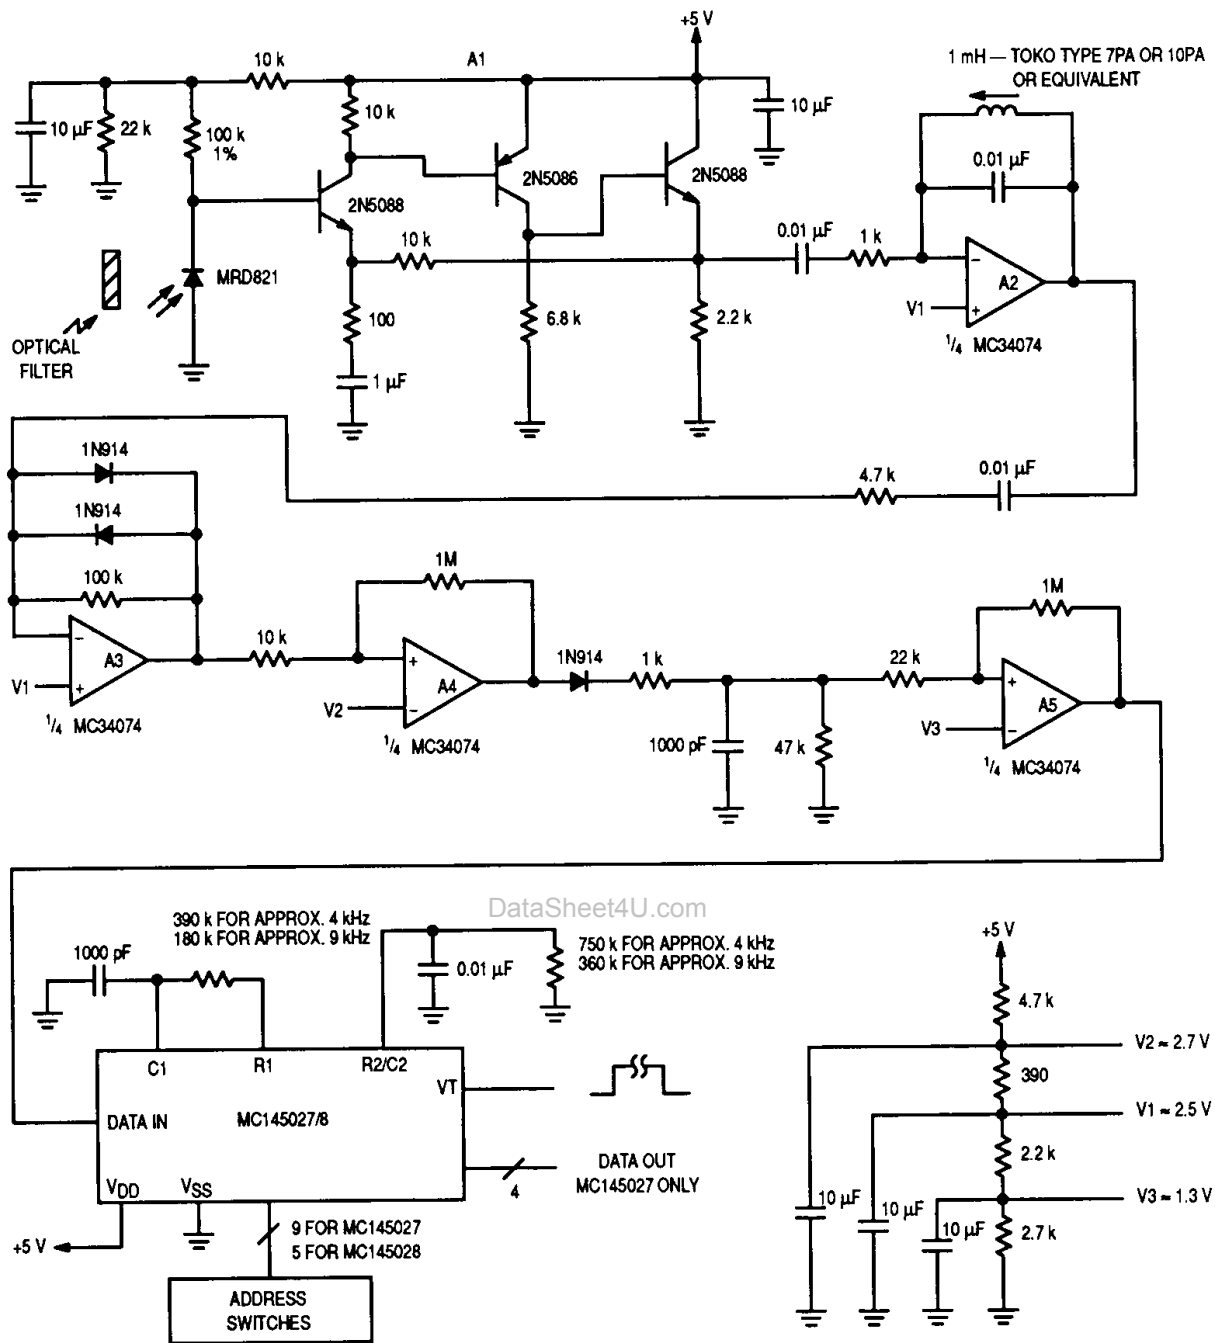 +5 V
10 k
A1
1 mH — TOKO TYPE 7PA OR 10PA
OR EQUIVALENT
10 µF
22 k
100 k
1%
10 k
10 µF
0.01 µF
2N5088
2N5086
2N5088
10 k
0.01 µF
1 k
MRD821
−
A2
V1
+
1/4 MC34074
OPTICAL
FILTER
100
6.8 k
2.2 k
1 µF
1N914
4.7 k
0.01 µF
1N914
1M
1M
100 k
−
A3
V1
+
1/4 MC34074
10 k
+
A4
V2
−
1/4 MC34074
1N914
1 k
22 k
1000 pF
47 k
+
A5
V3
−
1/4 MC34074
DataSheet4U.com
390 k FOR APPROX. 4 kHz
180 k FOR APPROX. 9 kHz
1000 pF
0.01 µF
750 k FOR APPROX. 4 kHz
360 k FOR APPROX. 9 kHz
+5 V
4.7 k
V2 ≈ 2.7 V
390
V1 ≈ 2.5 V
2.2 k
V3 ≈ 1.3 V
2.7 k
10 µF
10 µF
10 µF
C1
R1
R2/C2
VT
DATA IN
MC145027/8
DATA OUT
MC145027 ONLY
4
VDD
VSS
+5 V
9 FOR MC145027
5 FOR MC145028
ADDRESS
SWITCHES